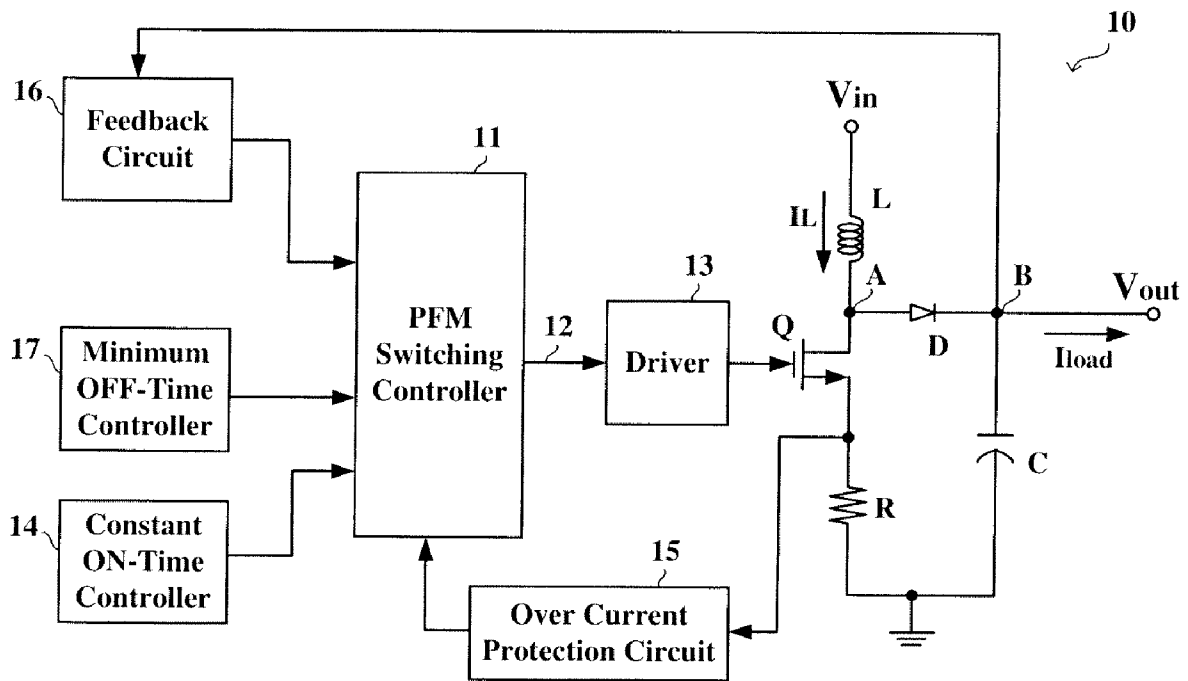 10
16
Feedback
Circuit
Vin
11
IL
L
13
A
B
Vout
PFM
Switching
Controller
12
Driver
Q
D
Iload
17
Minimum
OFF-Time
Controller
C
R
14
Constant
ON-Time
Controller
15
Over Current
Protection Circuit